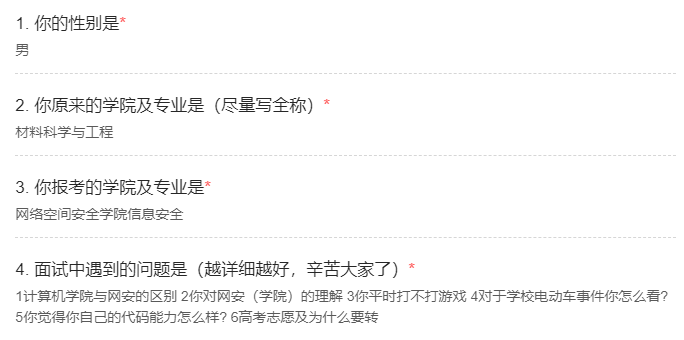 1. 你的性别是*
男
2. 你原来的学院及专业是（尽量写全称）*
材料科学与工程
3. 你报考的学院及专业是*
网络空间安全学院信息安全
4. 面试中遇到的问题是（越详细越好，辛苦大家了）*
1计算机学院与网安的区别 2你对网安（学院）的理解 3你平时打不打游戏 4对于学校电动车事件你怎么看?
5你觉得你自己的代码能力怎么样? 6高考志愿及为什么要转